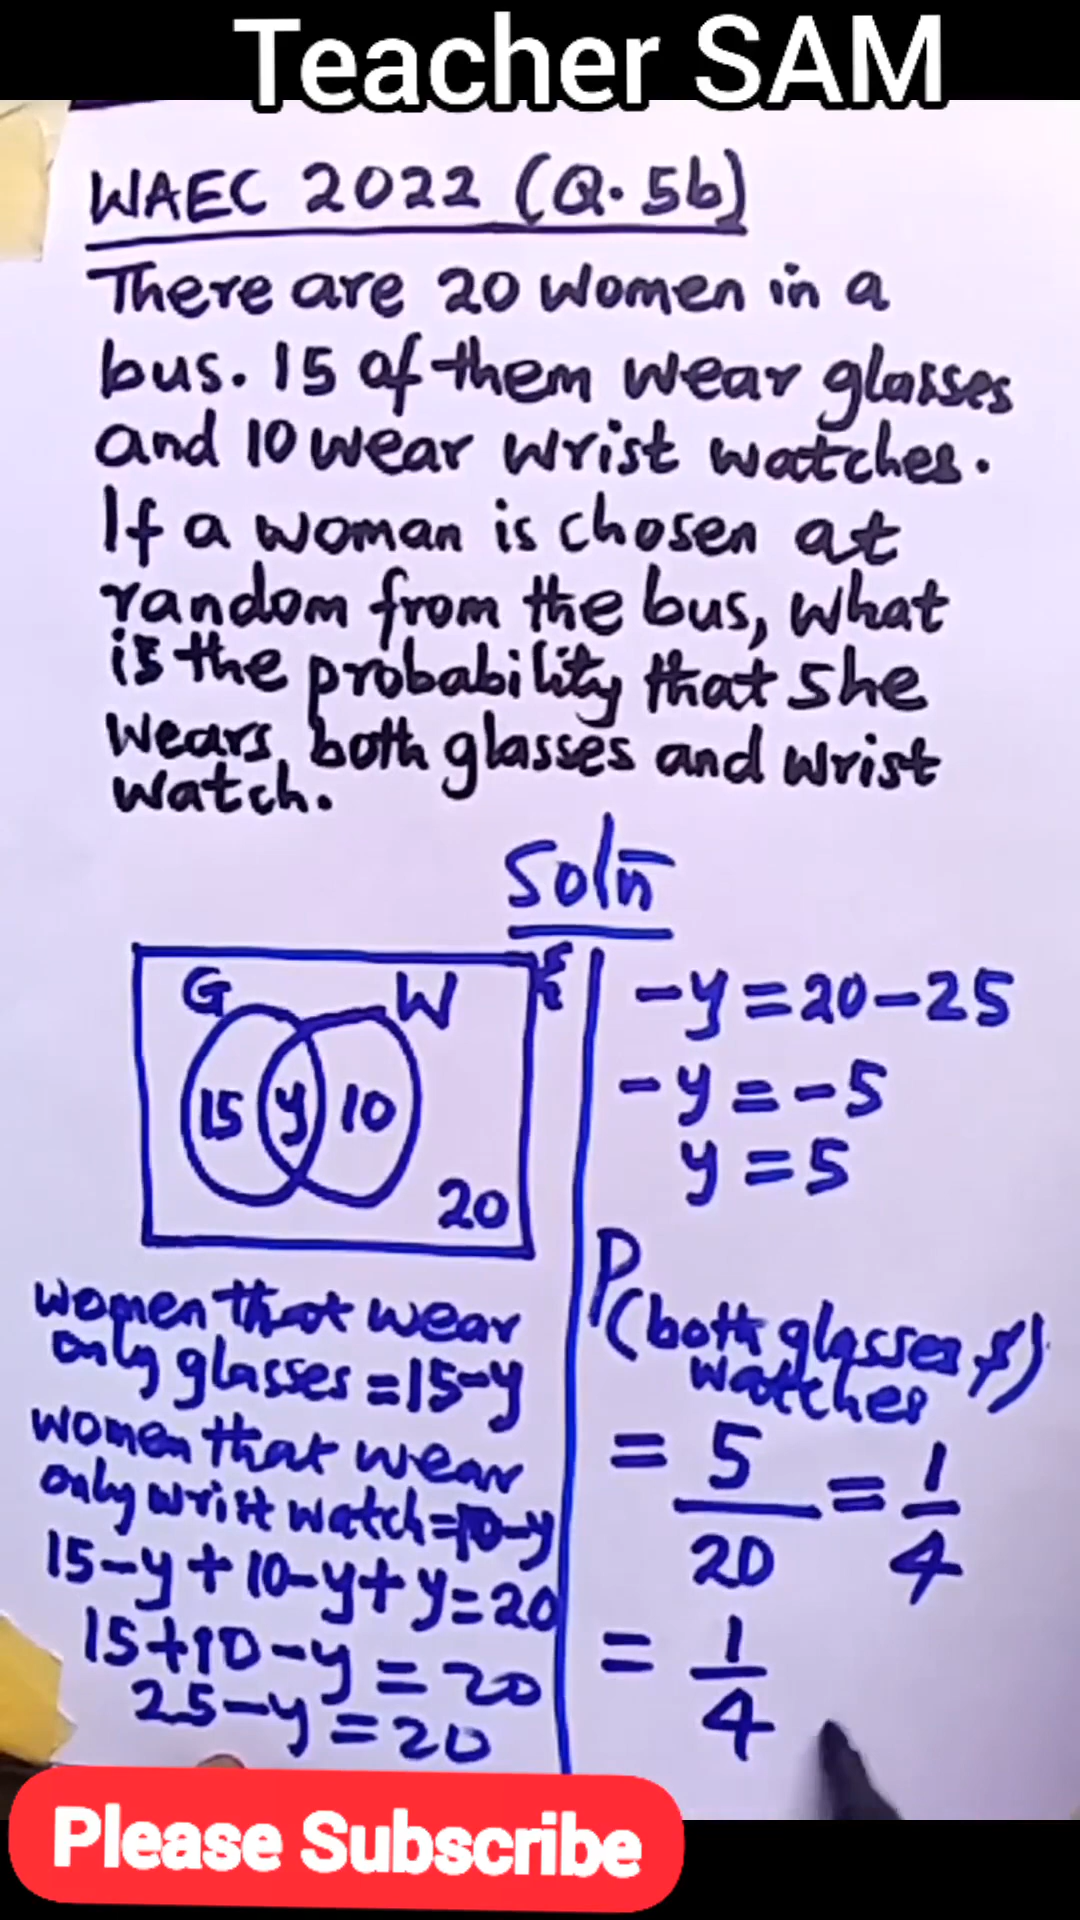 Teacher SAM
WAEC 2022 (Q.5b)
There are 20 women in a
bus. 15 of them wear glasses
and 10 wear wrist watches.
If a woman is chosen at
random from the bus, what
is the probability that she
wears both glasses and wrist
watch.
Soln
G W ξ
15 y 10
20
women that wear
only glasses =15-y
women that wear
only wrist watch=10-y
15-y+10-y+y=20
15+10-y=20
25-y=20
-y=20-25
-y=-5
y=5
P(both glasses &)
watches
= 5/20 = 1/4
= 1/4
Please Subscribe